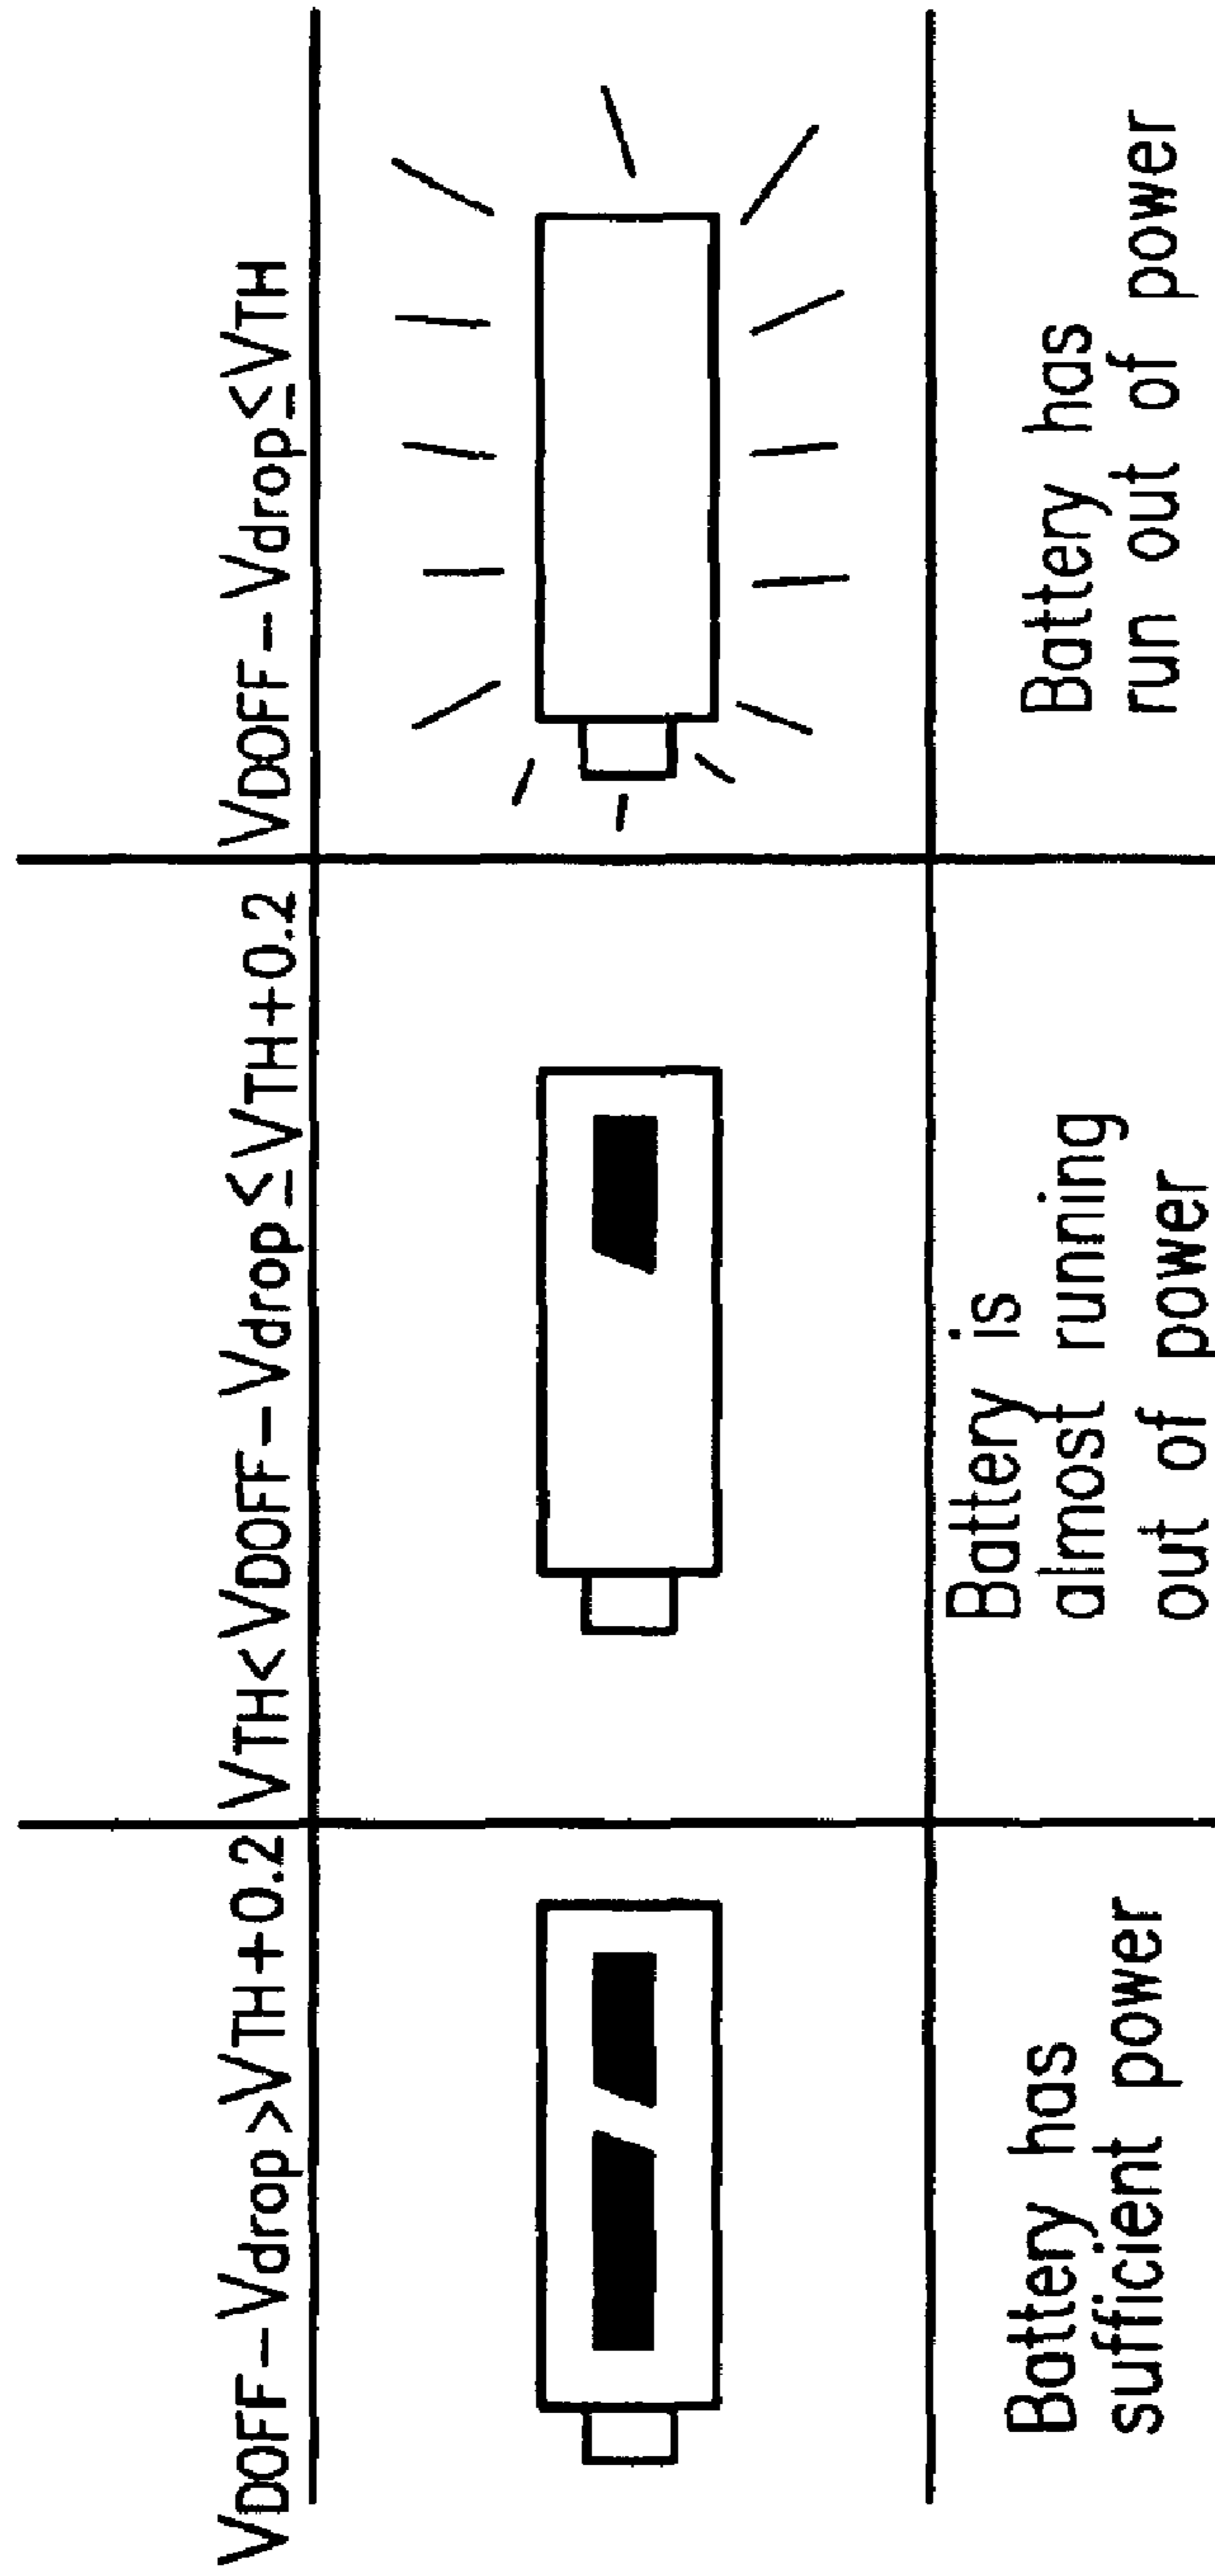 VDOFF-Vdrop>VTH+0.2
VTH<VDOFF-Vdrop≤VTH+0.2
VDOFF-Vdrop≤VTH
Battery has
sufficient power
Battery is
almost running
out of power
Battery has
run out of power